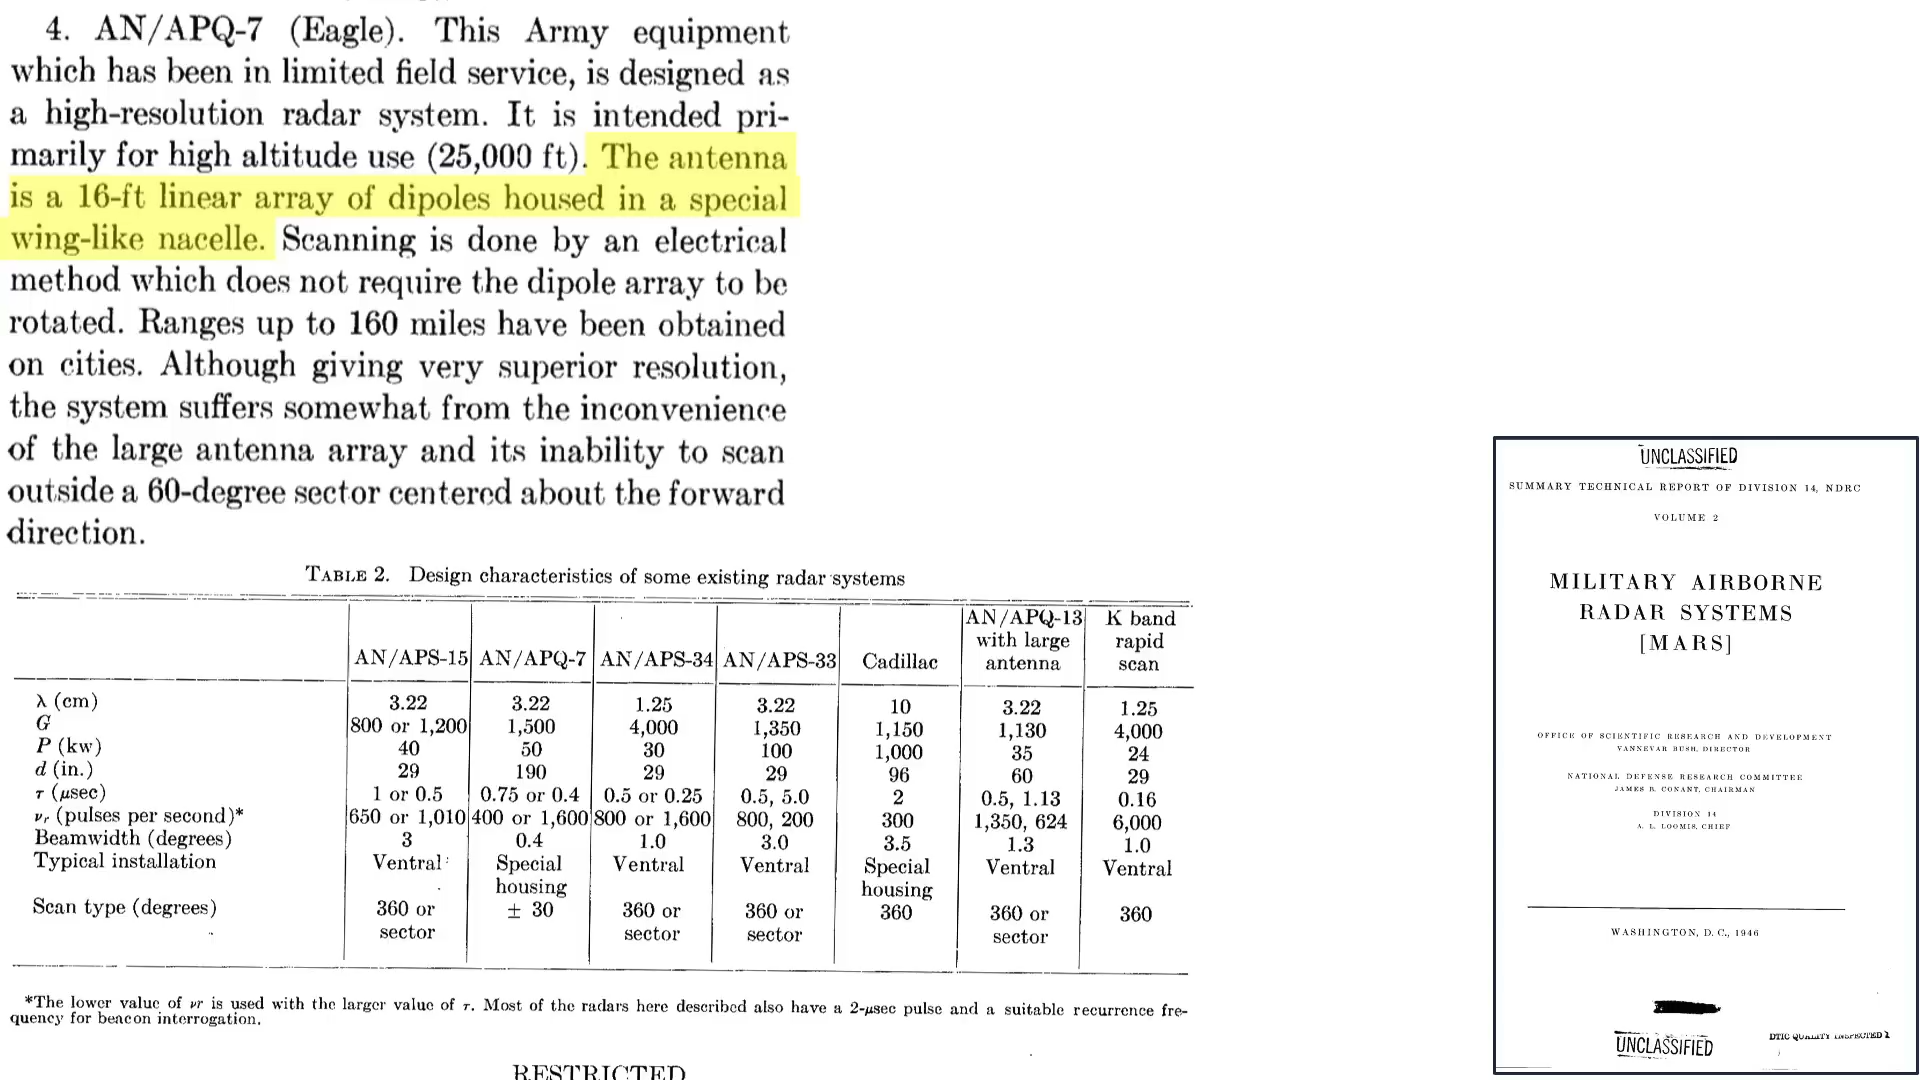 4. AN/APQ-7 (Eagle). This Army equipment
which has been in limited field service, is designed as
a high-resolution radar system. It is intended pri-
marily for high altitude use (25,000 ft). The antenna
is a 16-ft linear array of dipoles housed in a special
wing-like nacelle. Scanning is done by an electrical
method which does not require the dipole array to be
rotated. Ranges up to 160 miles have been obtained
on cities. Although giving very superior resolution,
the system suffers somewhat from the inconvenience
of the large antenna array and its inability to scan
outside a 60-degree sector centered about the forward
direction.
TABLE 2. Design characteristics of some existing radar systems
AN/APS-15 AN/APQ-7 AN/APS-34 AN/APS-33 Cadillac AN/APQ-13 with large antenna K band rapid scan
λ (cm) 3.22 3.22 1.25 3.22 10 3.22 1.25
G 800 or 1,200 1,500 4,000 1,350 1,150 1,130 4,000
P (kw) 40 50 30 100 1,000 35 24
d (in.) 29 190 29 29 96 60 29
τ (μsec) 1 or 0.5 0.75 or 0.4 0.5 or 0.25 0.5, 5.0 2 0.5, 1.13 0.16
νr (pulses per second)* 650 or 1,010 400 or 1,600 800 or 1,600 800, 200 300 1,350, 624 6,000
Beamwidth (degrees) 3 0.4 1.0 3.0 3.5 1.3 1.0
Typical installation Ventral Special housing Ventral Ventral Special housing Ventral Ventral
Scan type (degrees) 360 or sector ± 30 360 or sector 360 or sector 360 360 or sector 360
*The lower value of νr is used with the larger value of τ. Most of the radars here described also have a 2-μsec pulse and a suitable recurrence fre-
quency for beacon interrogation.
RESTRICTED
UNCLASSIFIED
SUMMARY TECHNICAL REPORT OF DIVISION 14, NDRC
VOLUME 2
MILITARY AIRBORNE
RADAR SYSTEMS
[MARS]
OFFICE OF SCIENTIFIC RESEARCH AND DEVELOPMENT
VANNEVAR BUSH, DIRECTOR
NATIONAL DEFENSE RESEARCH COMMITTEE
JAMES B. CONANT, CHAIRMAN
DIVISION 14
A. L. LOOMIS, CHIEF
WASHINGTON, D. C., 1946
UNCLASSIFIED
DTIC QUALITY INSPECTED 1